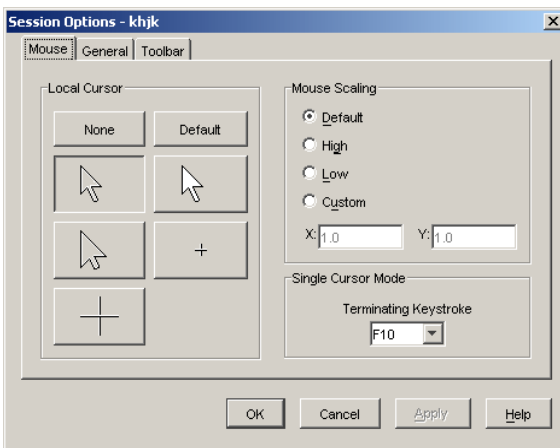 Session Options - khjk
Mouse General Toolbar
Local Cursor
None Default
Mouse Scaling
Default
High
Low
Custom
X: 1.0 Y: 1.0
Single Cursor Mode
Terminating Keystroke
F10
OK Cancel Apply Help